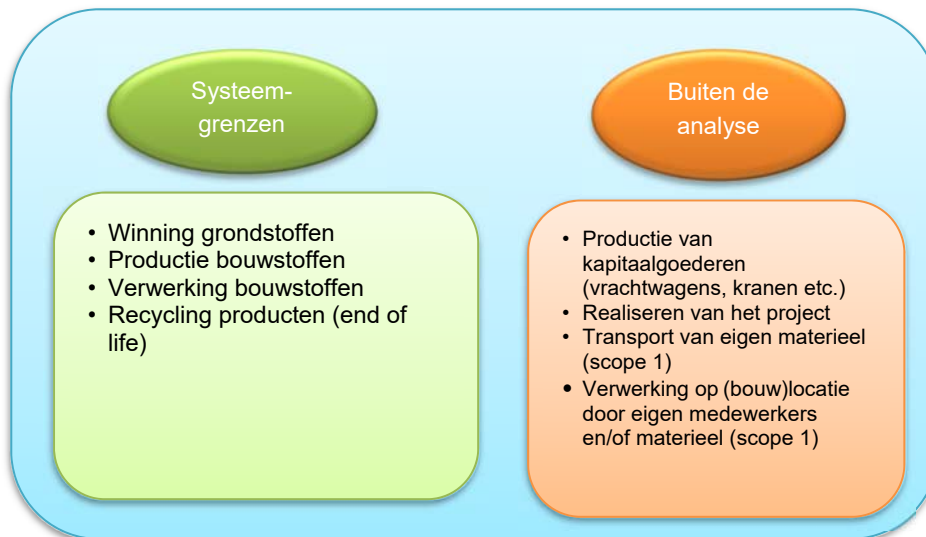 Systeem-
grenzen
• Winning grondstoffen
• Productie bouwstoffen
• Verwerking bouwstoffen
• Recycling producten (end of
life)
Buiten de
analyse
• Productie van
kapitaalgoederen
(vrachtwagens, kranen etc.)
• Realiseren van het project
• Transport van eigen materieel
(scope 1)
• Verwerking op (bouw)locatie
door eigen medewerkers
en/of materieel (scope 1)